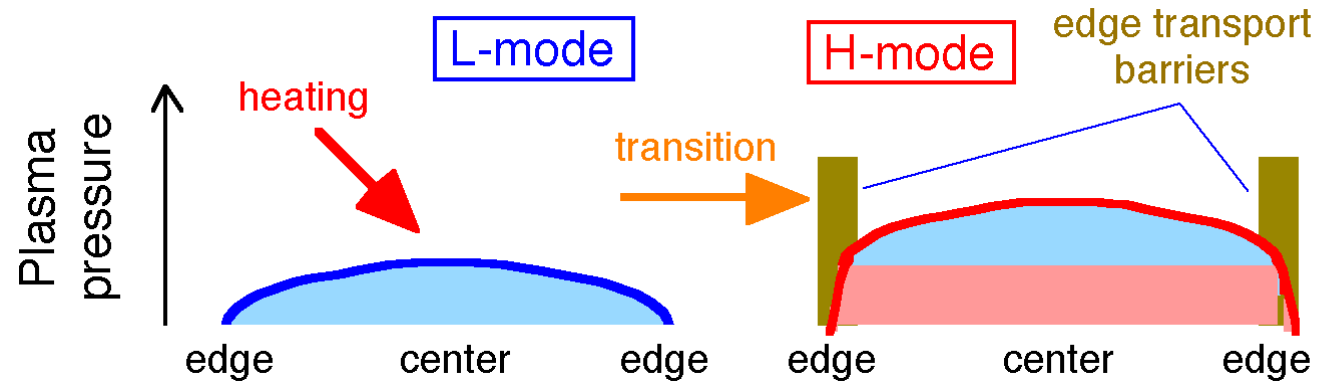 L-mode
H-mode
edge transport
barriers
heating
transition
Plasma
pressure
edge
center
edge
edge
center
edge